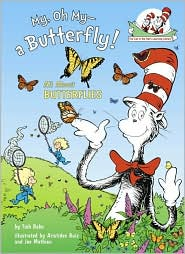 My, Oh My—
a Butterfly!
All About
BUTTERFLIES
by Tish Rabe
illustrated by Aristides Ruiz
and Joe Mathieu